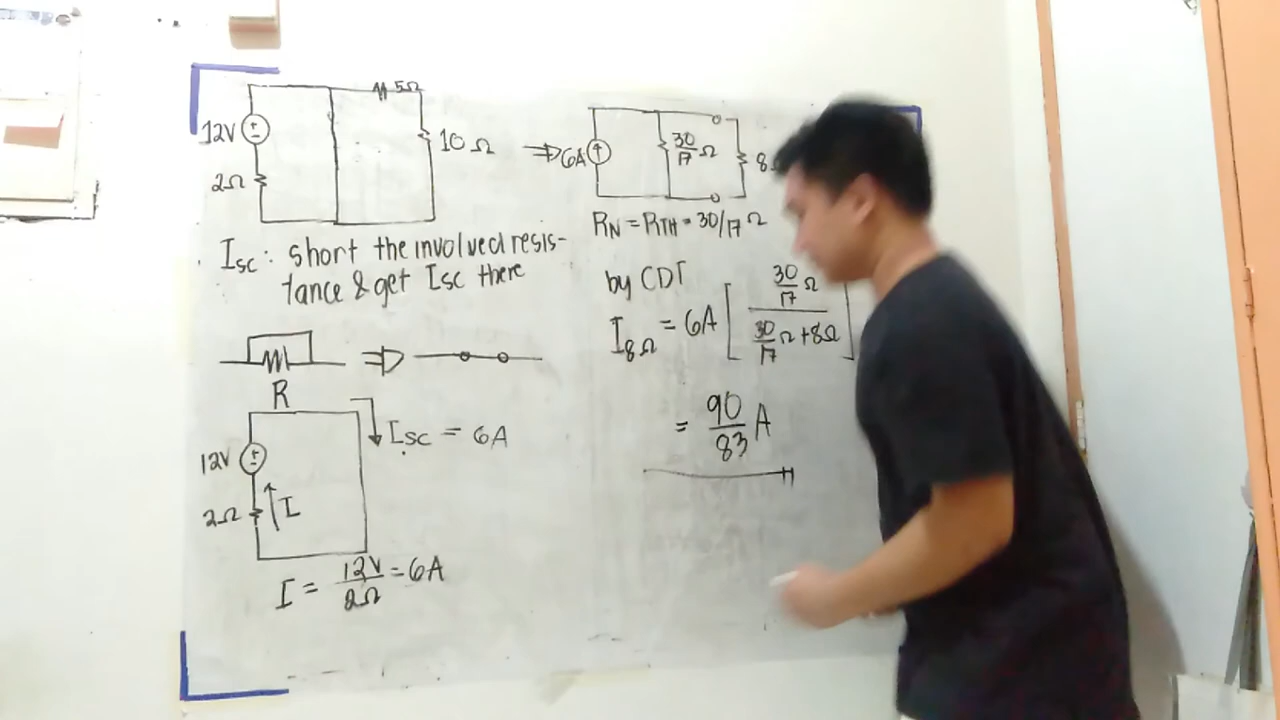 5Ω
12V
10Ω
2Ω
Isc: short the involved resis-
tance & get Isc there
⇒
R
Isc = 6A
12V
2Ω
I
I = 12V/2Ω = 6A
⇒ 6A
30/17 Ω
8
RN = RTH = 30/17 Ω
by CDT
I8Ω = 6A [ 30/17 Ω / 30/17 Ω + 8Ω ]
= 90/83 A